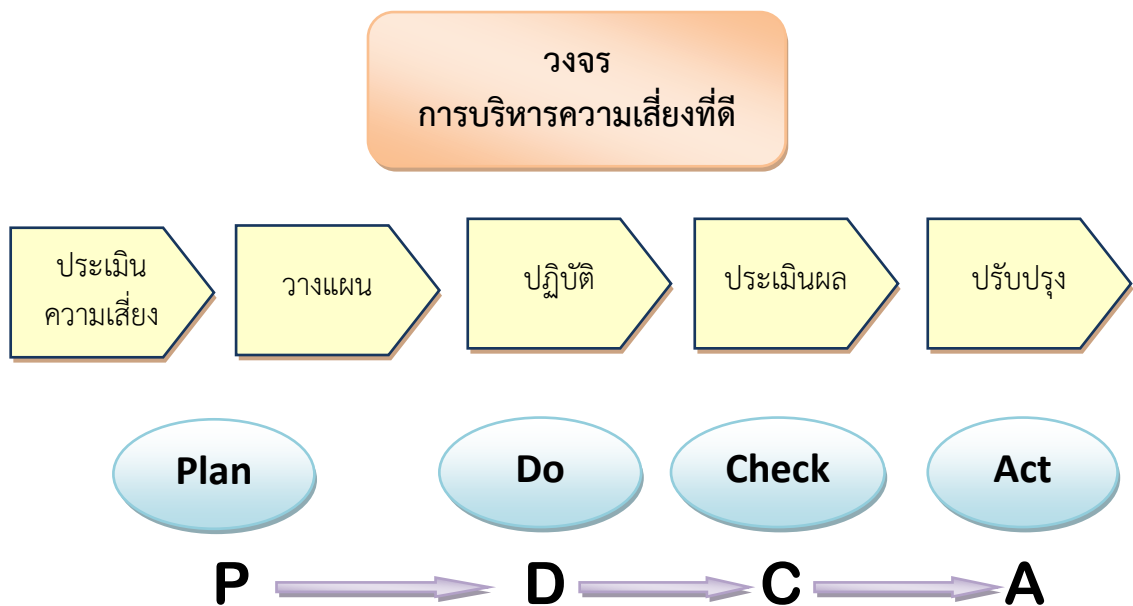 วงจร
การบริหารความเสี่ยงที่ดี
ประเมิน
ความเสี่ยง
วางแผน
ปฏิบัติ
ประเมินผล
ปรับปรุง
Plan
Do
Check
Act
P
D
C
A